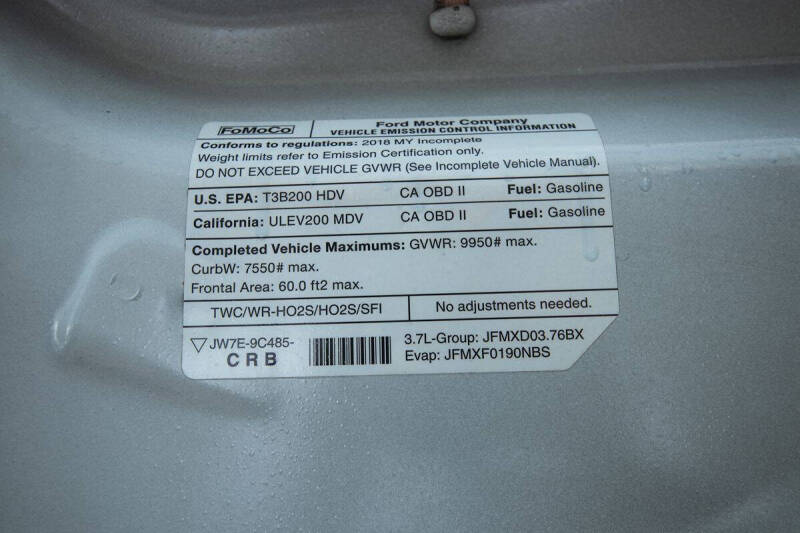 FoMoCo
Ford Motor Company
VEHICLE EMISSION CONTROL INFORMATION
Conforms to regulations: 2018 MY Incomplete
Weight limits refer to Emission Certification only.
DO NOT EXCEED VEHICLE GVWR (See Incomplete Vehicle Manual).
U.S. EPA: T3B200 HDV CA OBD II Fuel: Gasoline
California: ULEV200 MDV CA OBD II Fuel: Gasoline
Completed Vehicle Maximums: GVWR: 9950# max.
CurbW: 7550# max.
Frontal Area: 60.0 ft2 max.
TWC/WR-HO2S/HO2S/SFI
No adjustments needed.
JW7E-9C485-
CRB
3.7L-Group: JFMXD03.76BX
Evap: JFMXF0190NBS